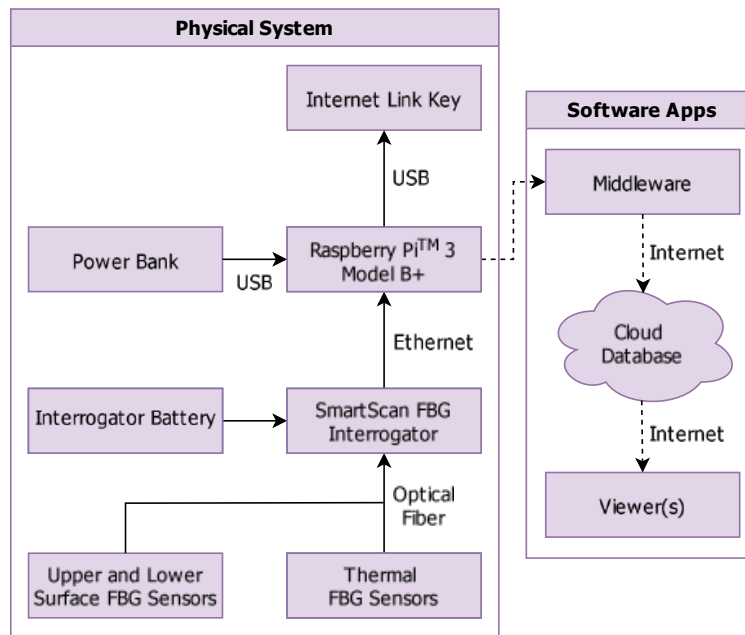 Physical System
Internet Link Key
USB
Power Bank
USB
Raspberry Pi™ 3
Model B+
Ethernet
Interrogator Battery
SmartScan FBG
Interrogator
Optical
Fiber
Upper and Lower
Surface FBG Sensors
Thermal
FBG Sensors
Software Apps
Middleware
Internet
Cloud
Database
Internet
Viewer(s)